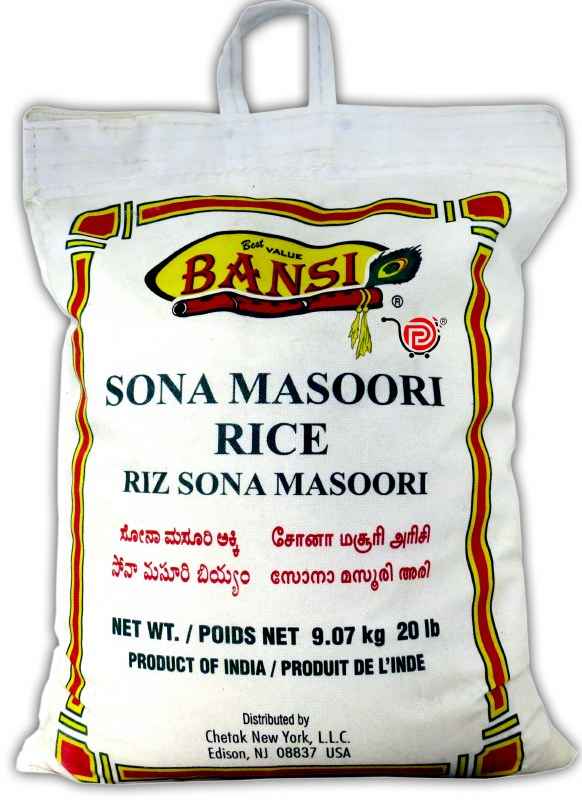 Best VALUE
BANSI ®
®
SONA MASOORI
RICE
RIZ SONA MASOORI
ಸೋನಾ ಮಸೂರಿ ಅಕ್ಕಿ சோனா மசூரி அரிசி
సోనా మసూరి బియ్యం സോനാ മസൂരി അരി
NET WT. / POIDS NET 9.07 kg 20 lb
PRODUCT OF INDIA / PRODUIT DE L'INDE
Distributed by
Chetak New York, L.L.C.
Edison, NJ 08837 USA